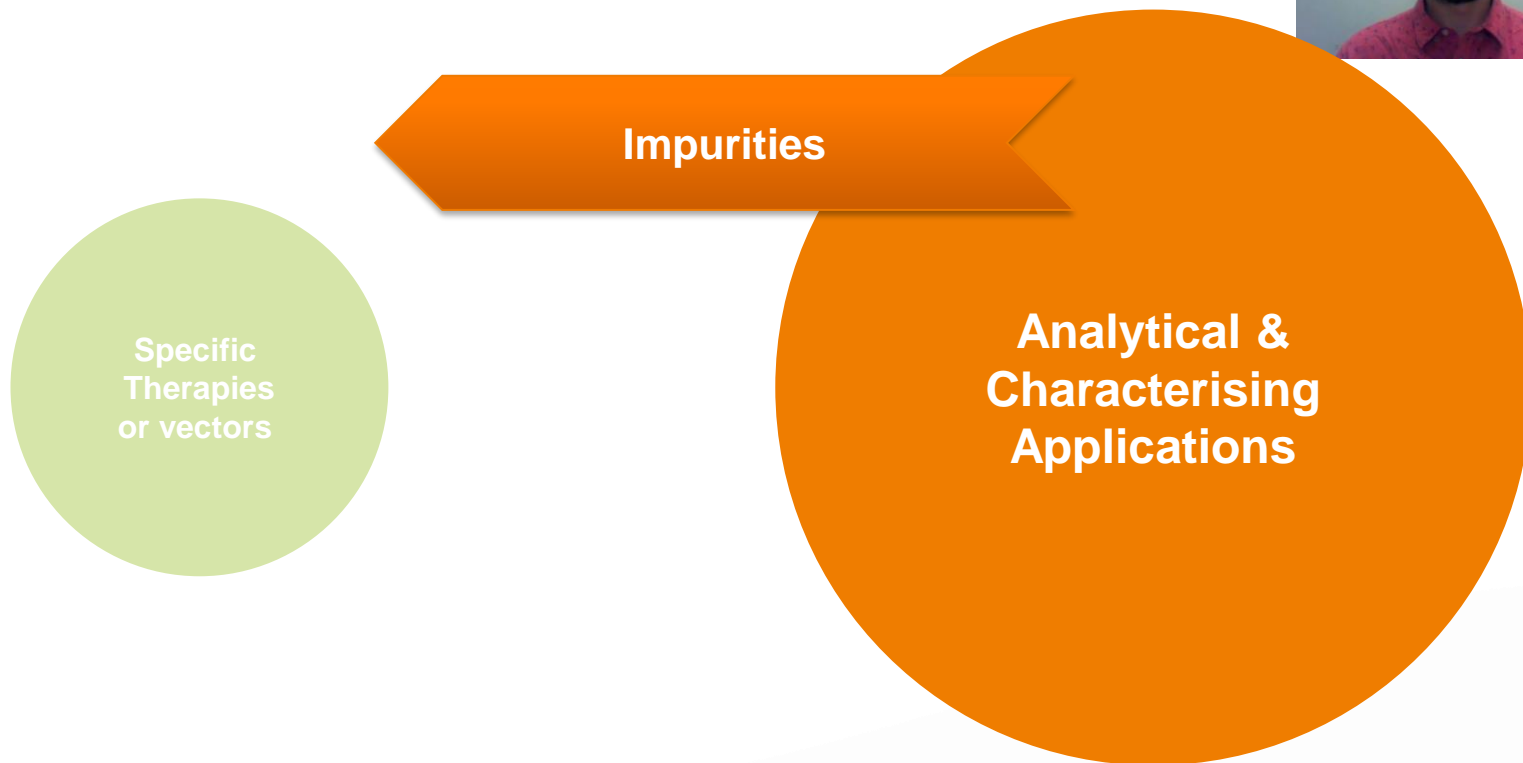 Impurities
Specific
Therapies
or vectors
Analytical &
Characterising
Applications